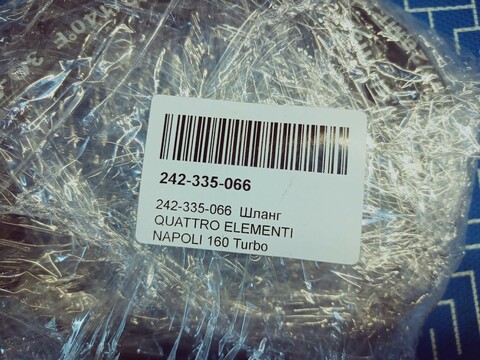 242-335-066
242-335-066 Шланг
QUATTRO ELEMENTI
NAPOLI 160 Turbo